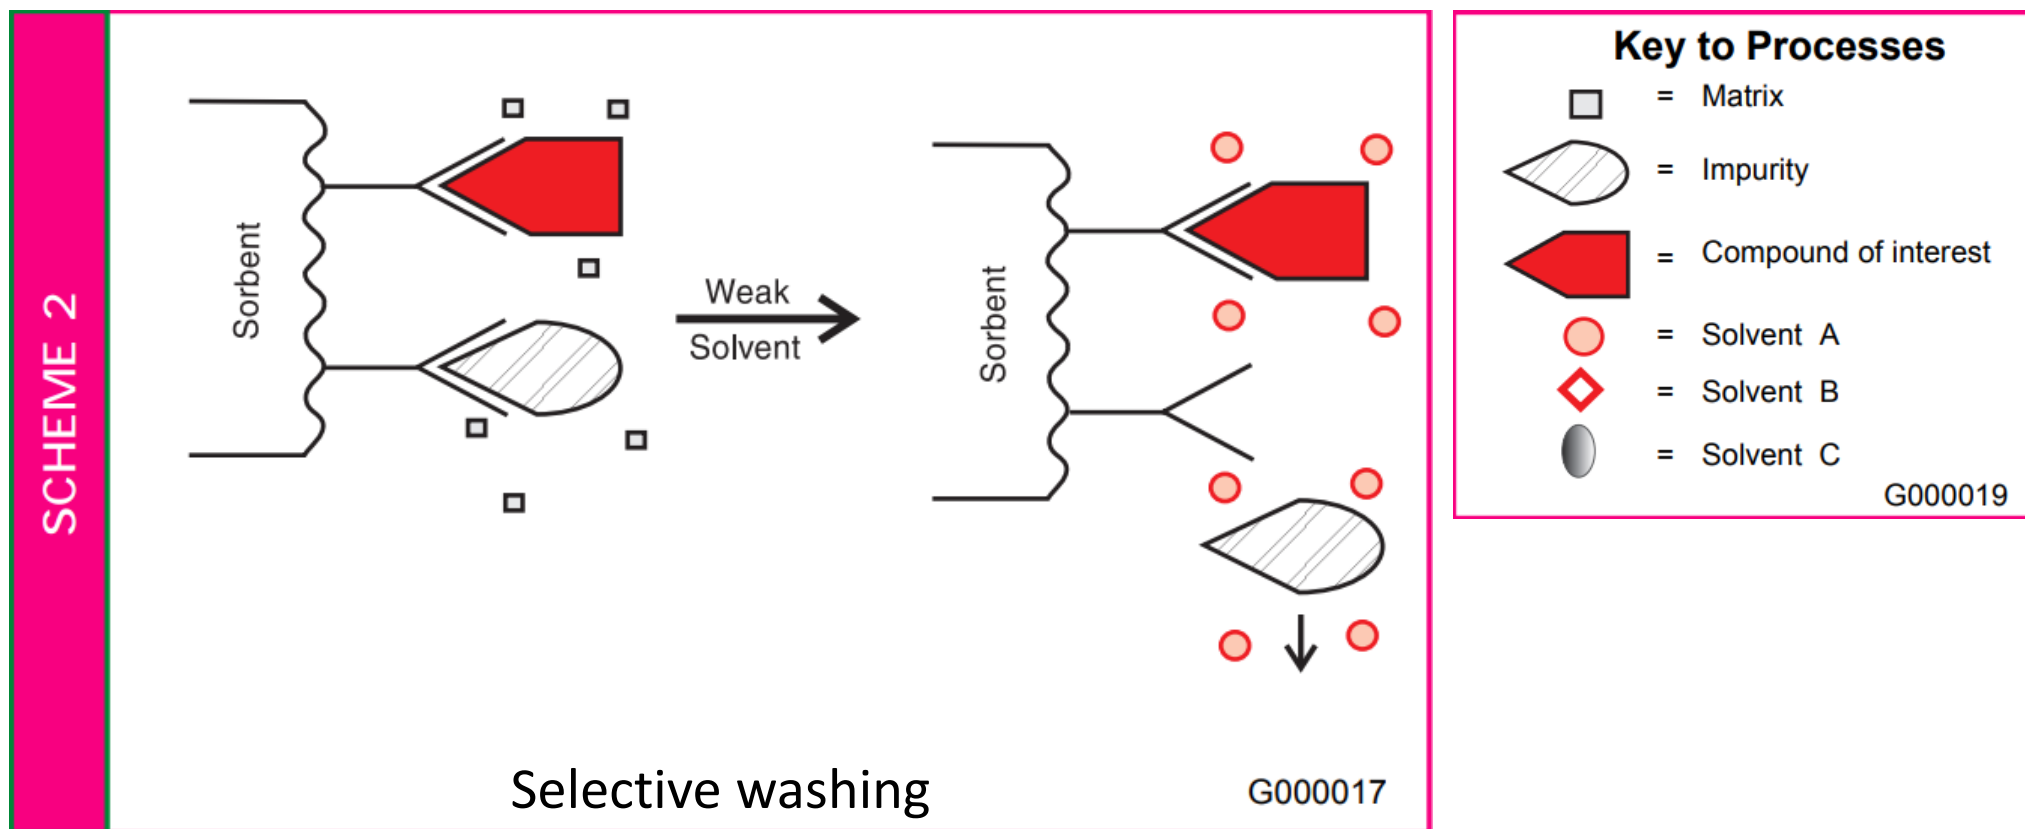 SCHEME 2
Sorbent
Weak
Solvent
Sorbent
Selective washing
G000017
Key to Processes
= Matrix
= Impurity
= Compound of interest
= Solvent A
= Solvent B
= Solvent C
G000019